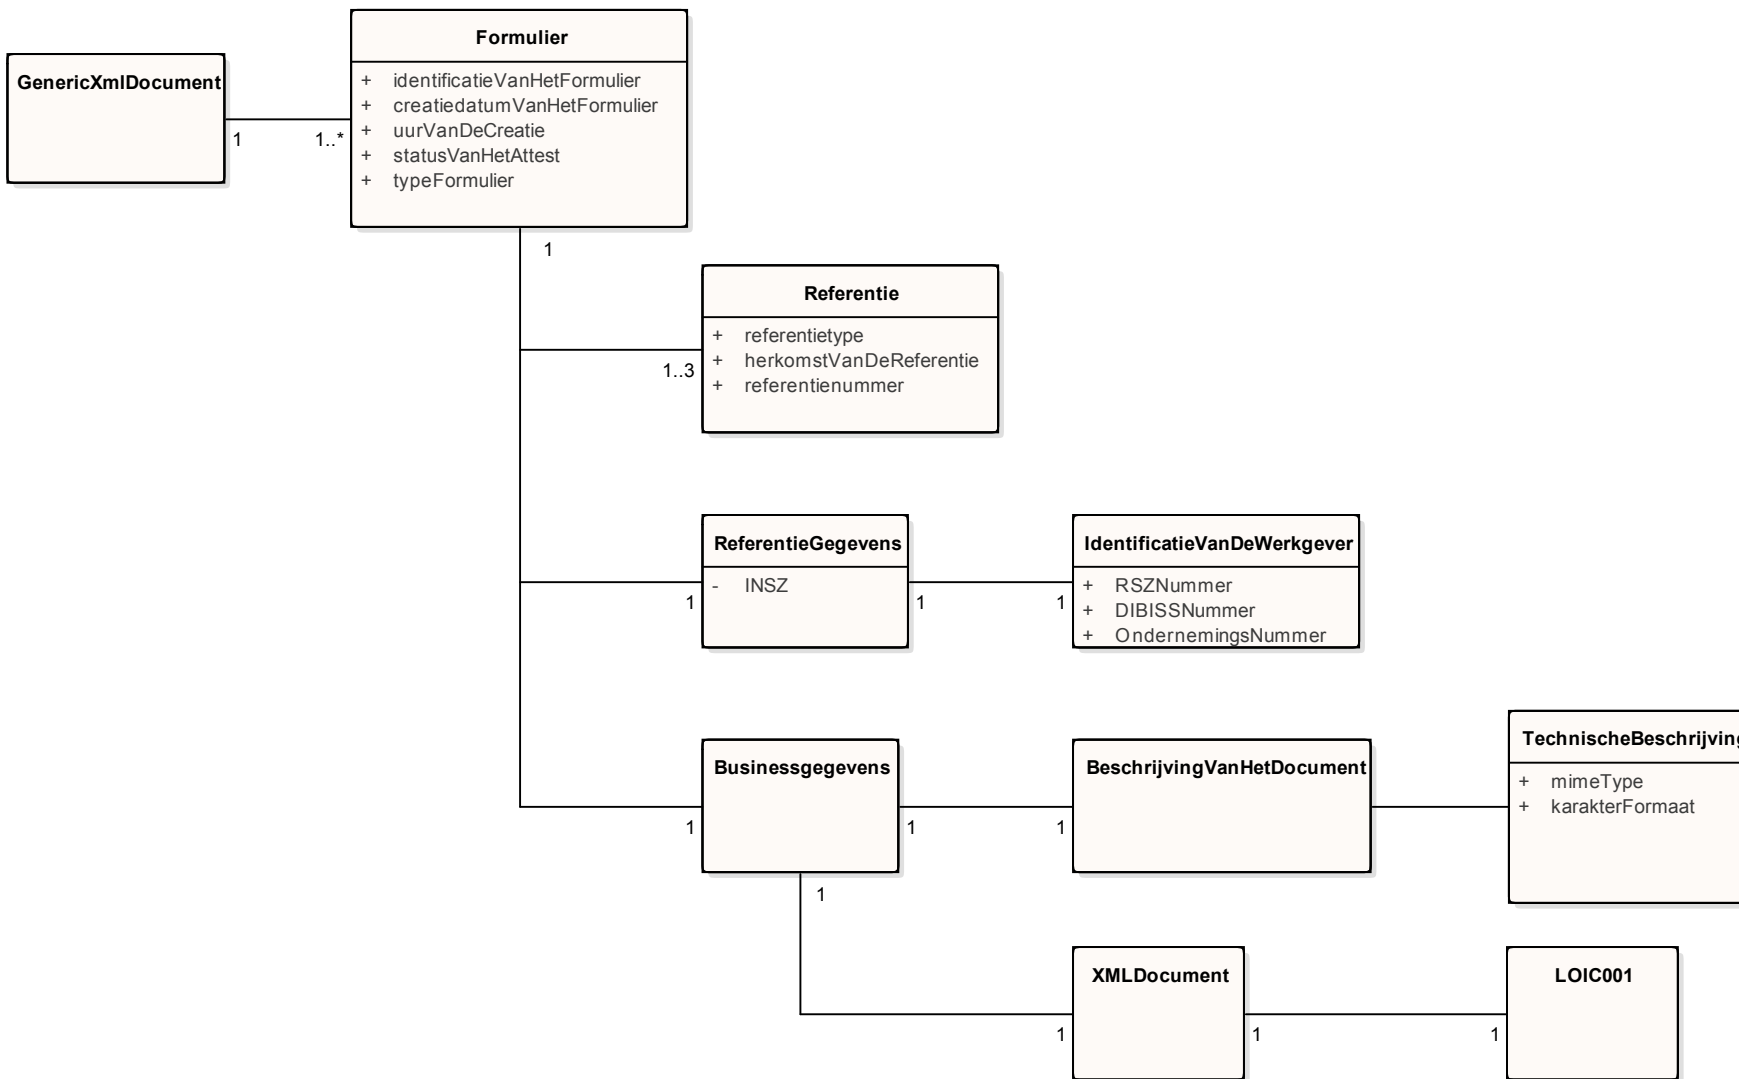 GenericXmlDocument
1
1..*
Formulier
+ identificatieVanHetFormulier
+ creatiedatumVanHetFormulier
+ uurVanDeCreatie
+ statusVanHetAttest
+ typeFormulier
1
Referentie
+ referentietype
+ herkomstVanDeReferentie
+ referentienummer
1..3
ReferentieGegevens
- INSZ
1
1
1
IdentificatieVanDeWerkgever
+ RSZNummer
+ DIBISSNummer
+ OndernemingsNummer
Businessgegevens
1
1
1
BeschrijvingVanHetDocument
1
TechnischeBeschrijving
+ mimeType
+ karakterFormaat
XMLDocument
1
1
1
LOIC001